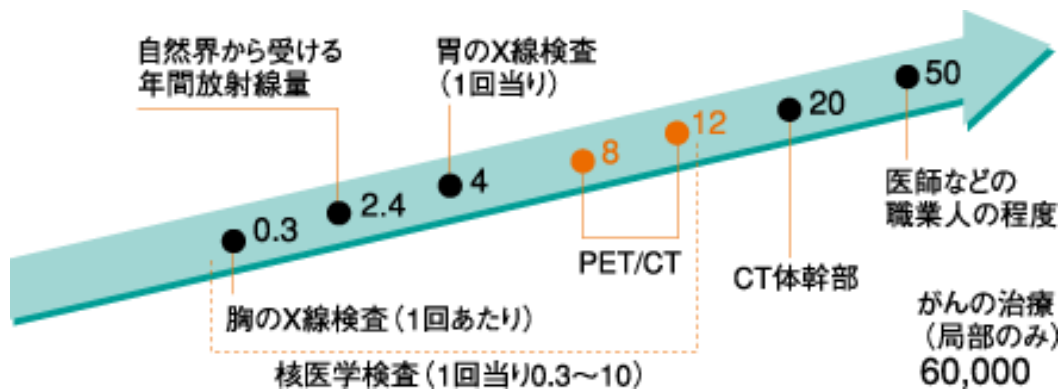 自然界から受ける
年間放射線量
胃のX線検査
（1回当り）
0.3
2.4
4
8
12
20
50
医師などの
職業人の程度
PET/CT
CT体幹部
胸のX線検査（1回あたり）
核医学検査（1回当り0.3～10）
がんの治療
（局部のみ）
60,000